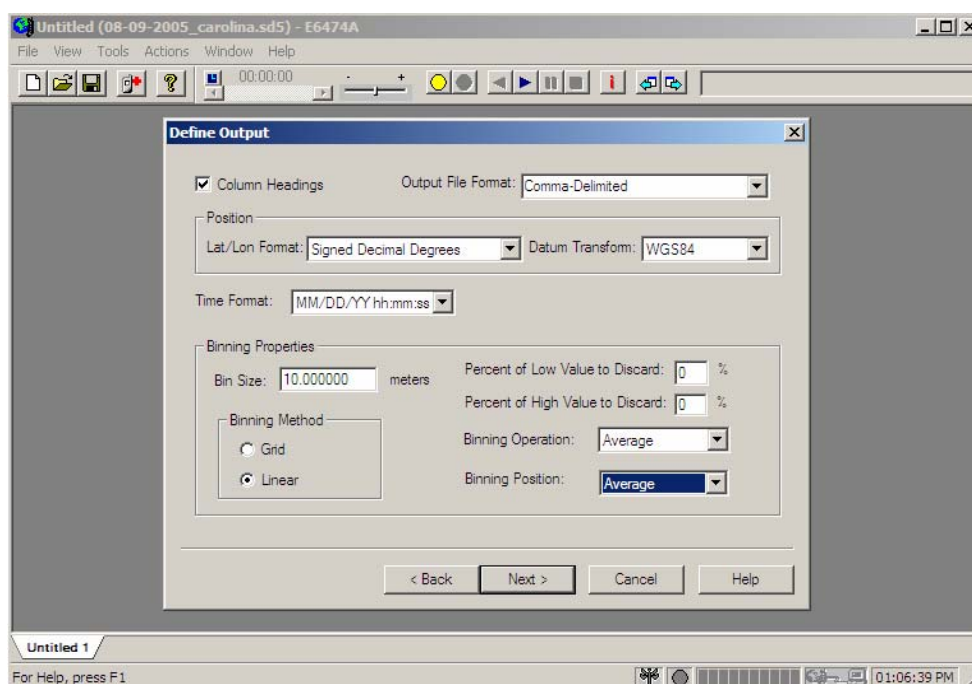 Untitled (08-09-2005_carolina.sd5) - E6474A
File View Tools Actions Window Help
00:00:00
- +
Define Output
Column Headings
Output File Format: Comma-Delimited
Position
Lat/Lon Format: Signed Decimal Degrees
Datum Transform: WGS84
Time Format: MM/DD/YY hh:mm:ss
Binning Properties
Bin Size: 10.000000 meters
Percent of Low Value to Discard: 0 %
Percent of High Value to Discard: 0 %
Binning Method
Grid
Linear
Binning Operation: Average
Binning Position: Average
< Back Next > Cancel Help
Untitled 1
For Help, press F1
01:06:39 PM